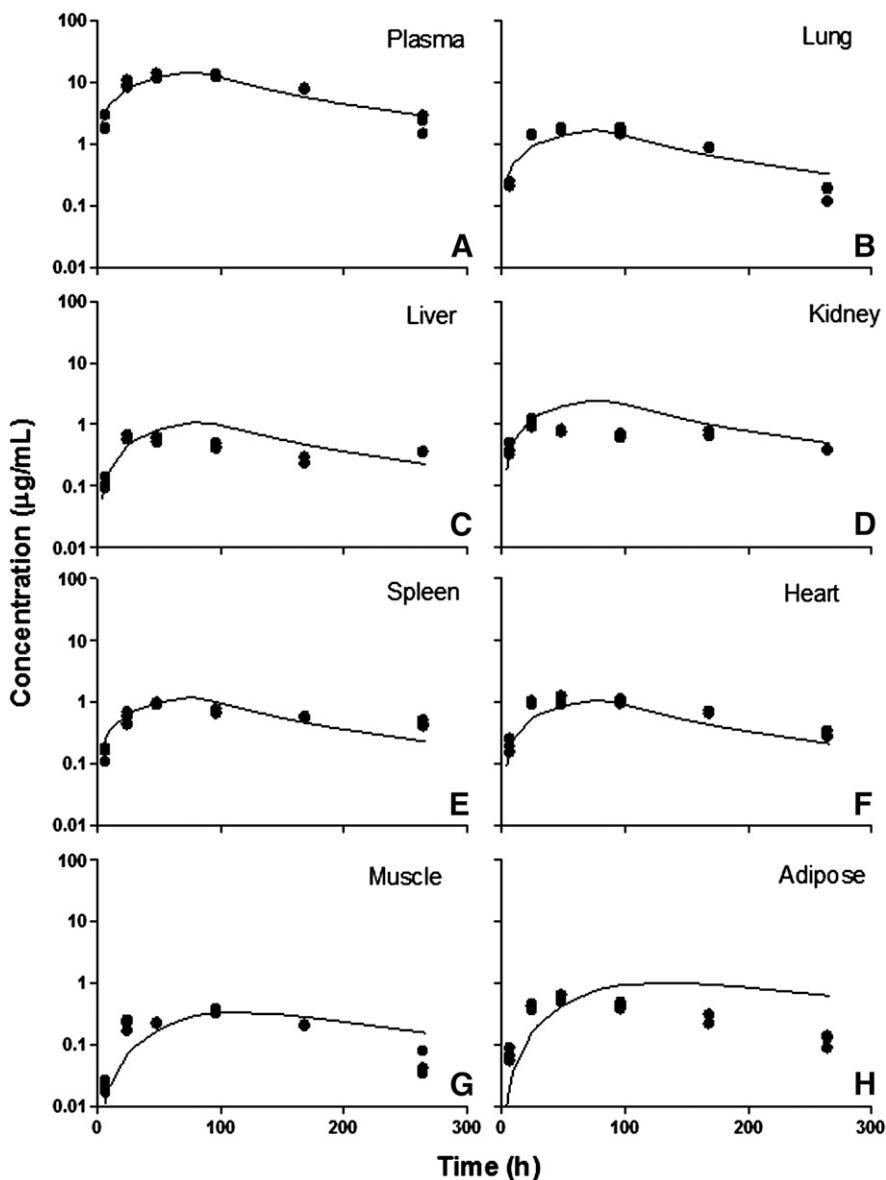 Concentration (µg/mL)
100
10
1
0.1
0.01
Plasma
A
Lung
B
100
10
1
0.1
0.01
Liver
C
Kidney
D
100
10
1
0.1
0.01
Spleen
E
Heart
F
100
10
1
0.1
0.01
Muscle
G
Adipose
H
0 100 200 300
0 100 200 300
Time (h)